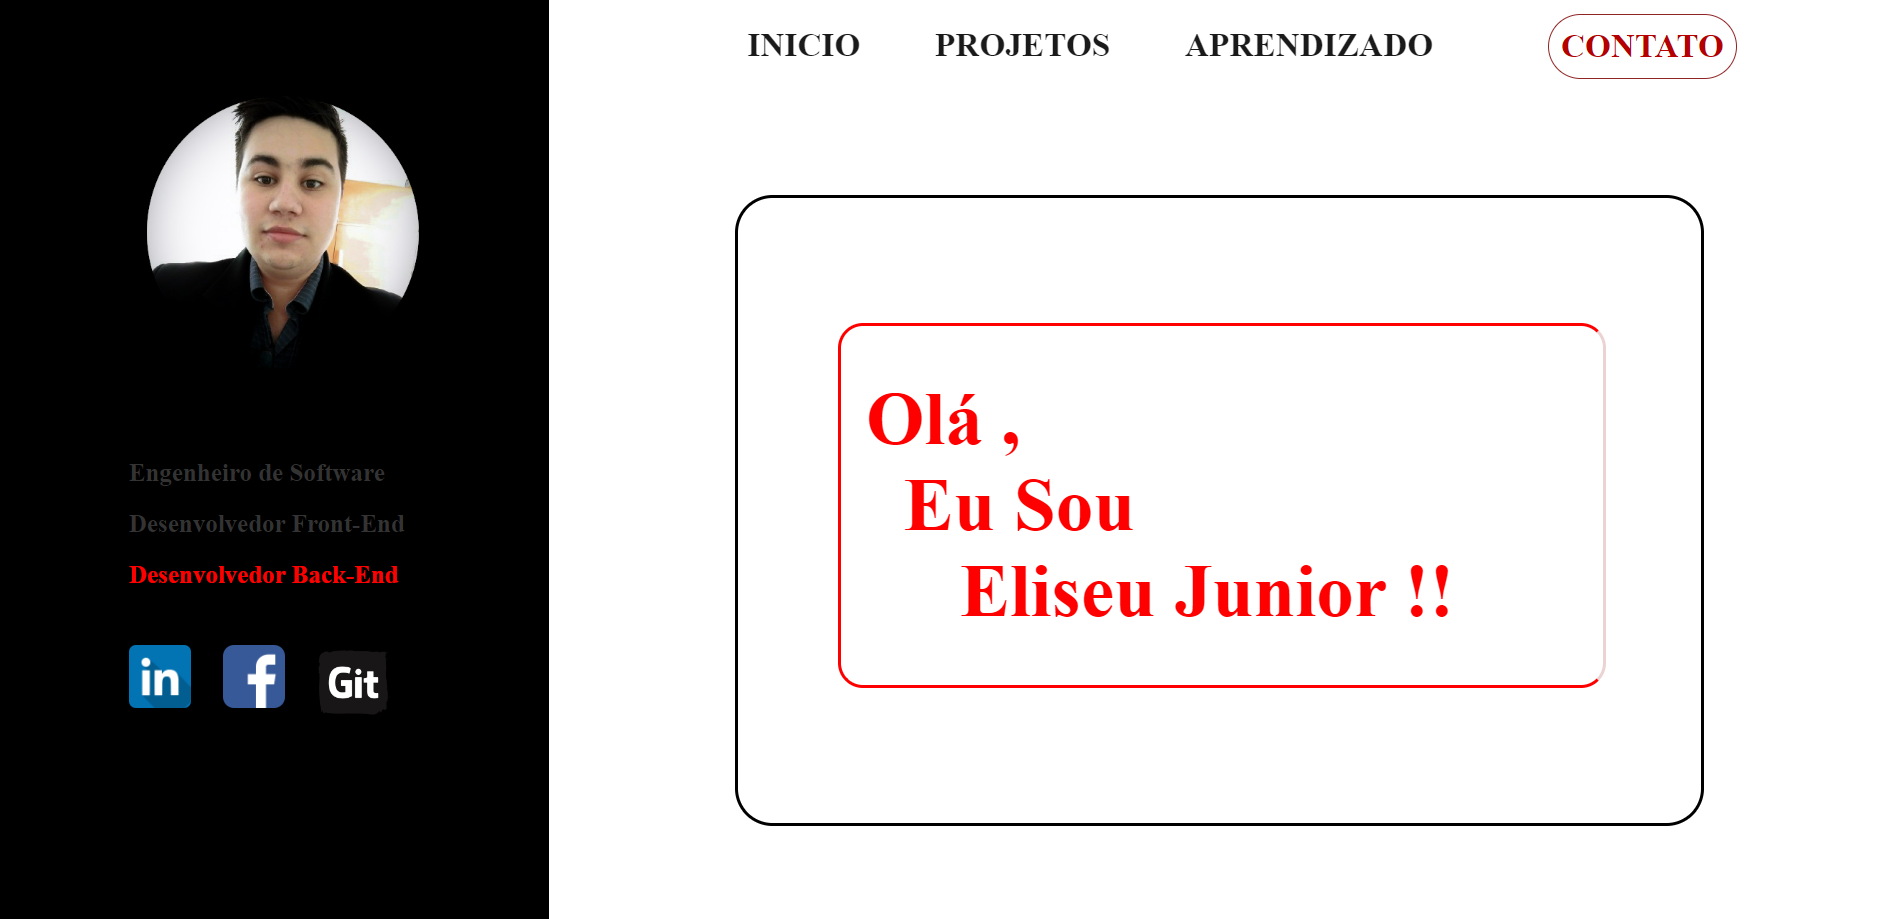 INICIO PROJETOS APRENDIZADO CONTATO
Engenheiro de Software
Desenvolvedor Front-End
Desenvolvedor Back-End
in f Git
Olá ,
Eu Sou
Eliseu Junior !!